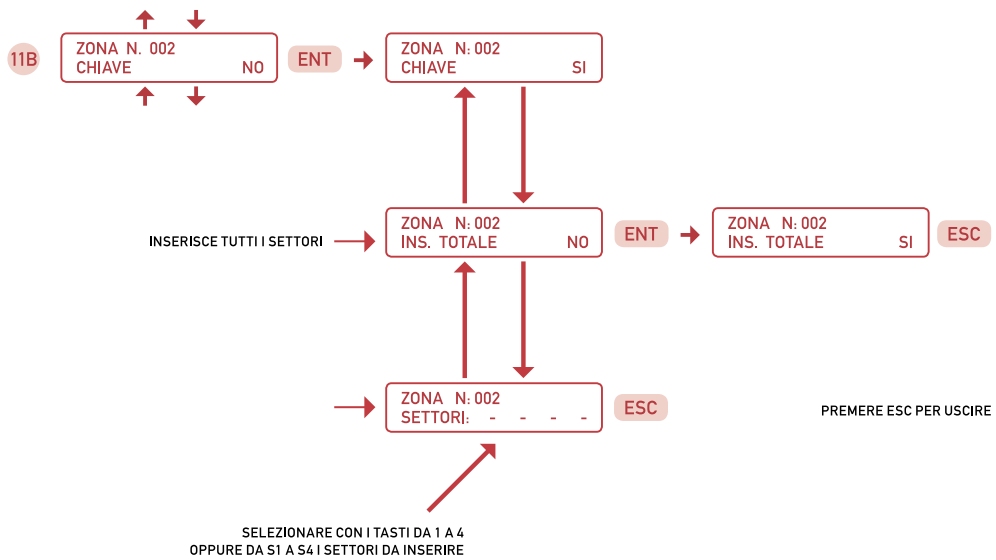 11B
ZONA N. 002
CHIAVE NO
ENT
ZONA N: 002
CHIAVE SI
INSERISCE TUTTI I SETTORI
ZONA N: 002
INS. TOTALE NO
ENT
ZONA N: 002
INS. TOTALE SI
ESC
ZONA N: 002
SETTORI: - - - -
ESC
PREMERE ESC PER USCIRE
SELEZIONARE CON I TASTI DA 1 A 4
OPPURE DA S1 A S4 I SETTORI DA INSERIRE